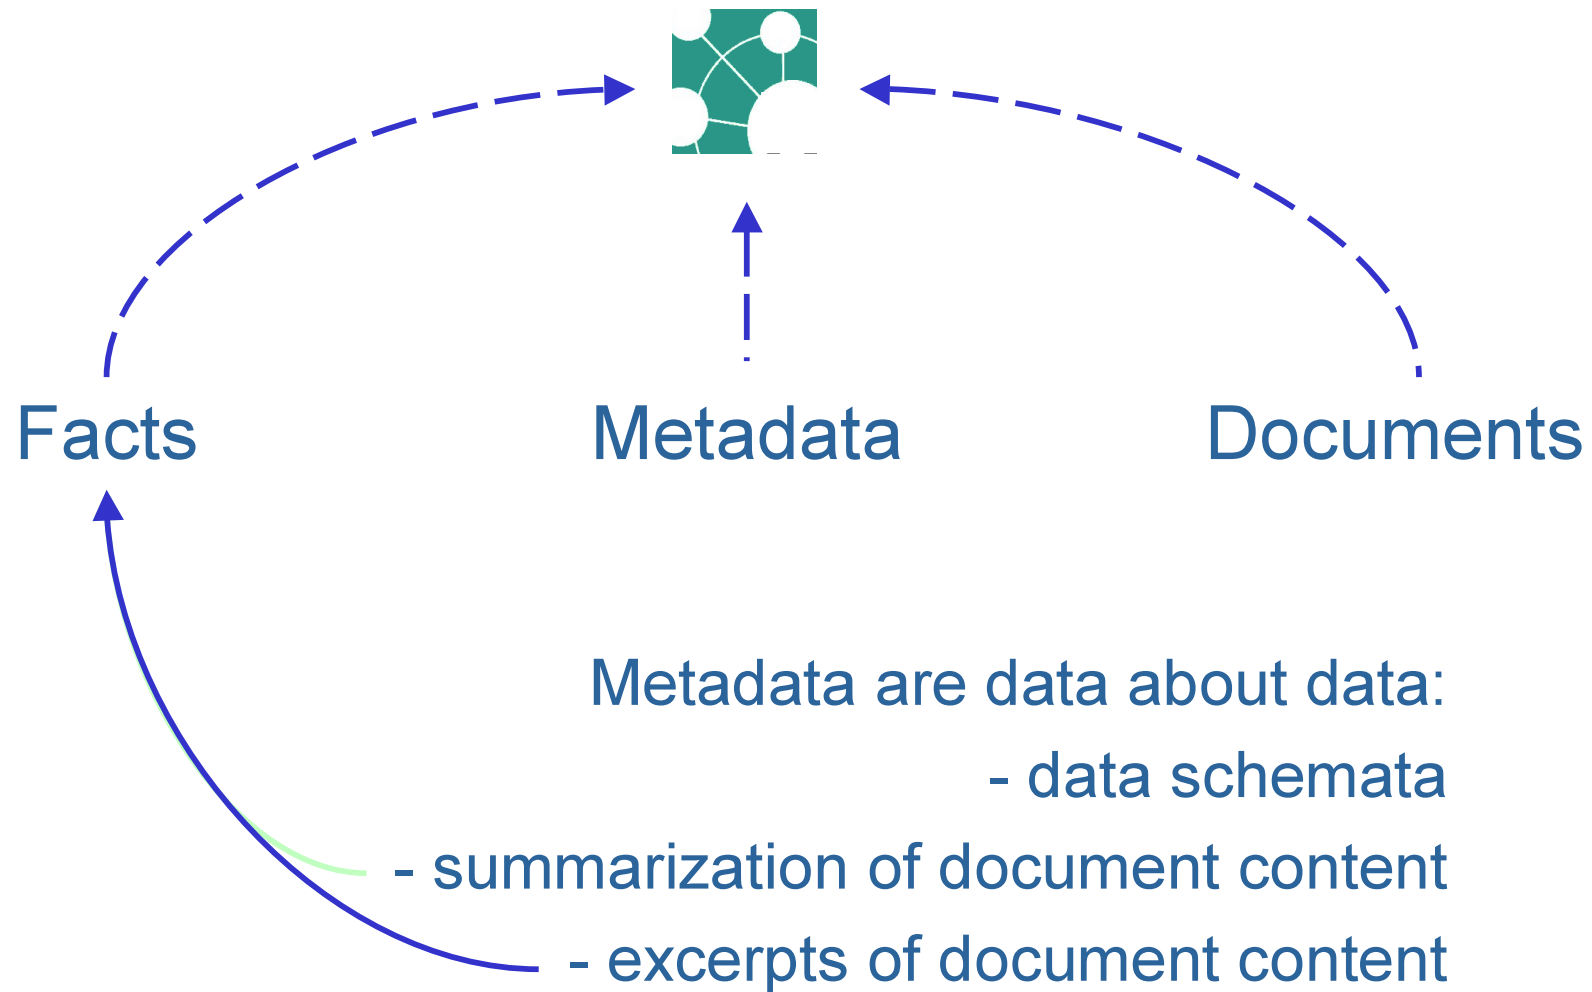 Facts
Metadata
Documents
Metadata are data about data:
- data schemata
- summarization of document content
- excerpts of document content